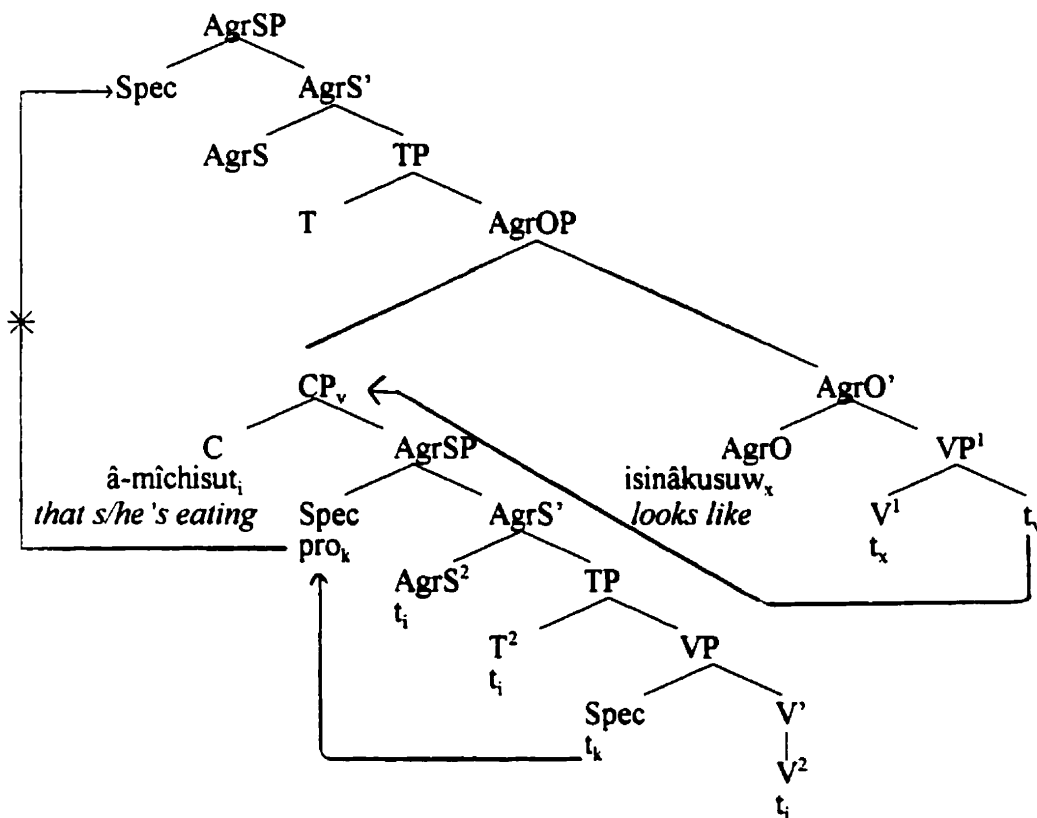 AgrSP
Spec AgrS’
AgrS TP
T AgrOP
CPᵥ AgrO’
C AgrSP AgrO VP¹
â-mîchisutᵢ isinâkusuwₓ
that s/he’s eating Spec AgrS’ looks like V¹ tᵥ
proₖ tₓ
AgrS² TP
tᵢ
T² VP
tᵢ
Spec V’
tₖ
V²
tᵢ